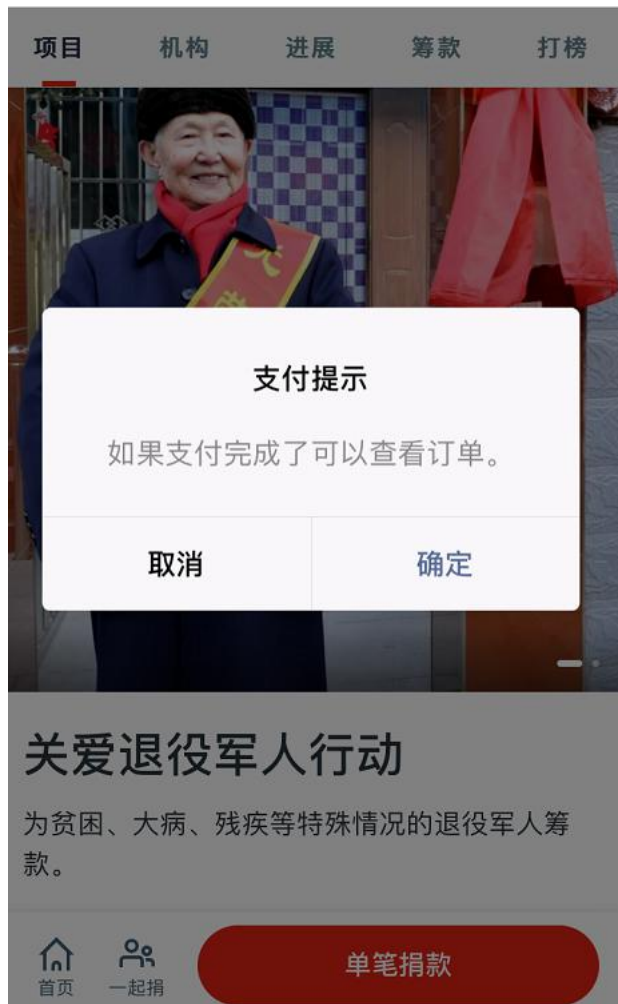 项目 机构 进展 筹款 打榜
支付提示
如果支付完成了可以查看订单。
取消 确定
关爱退役军人行动
为贫困、大病、残疾等特殊情况的退役军人筹
款。
首页 一起捐 单笔捐款